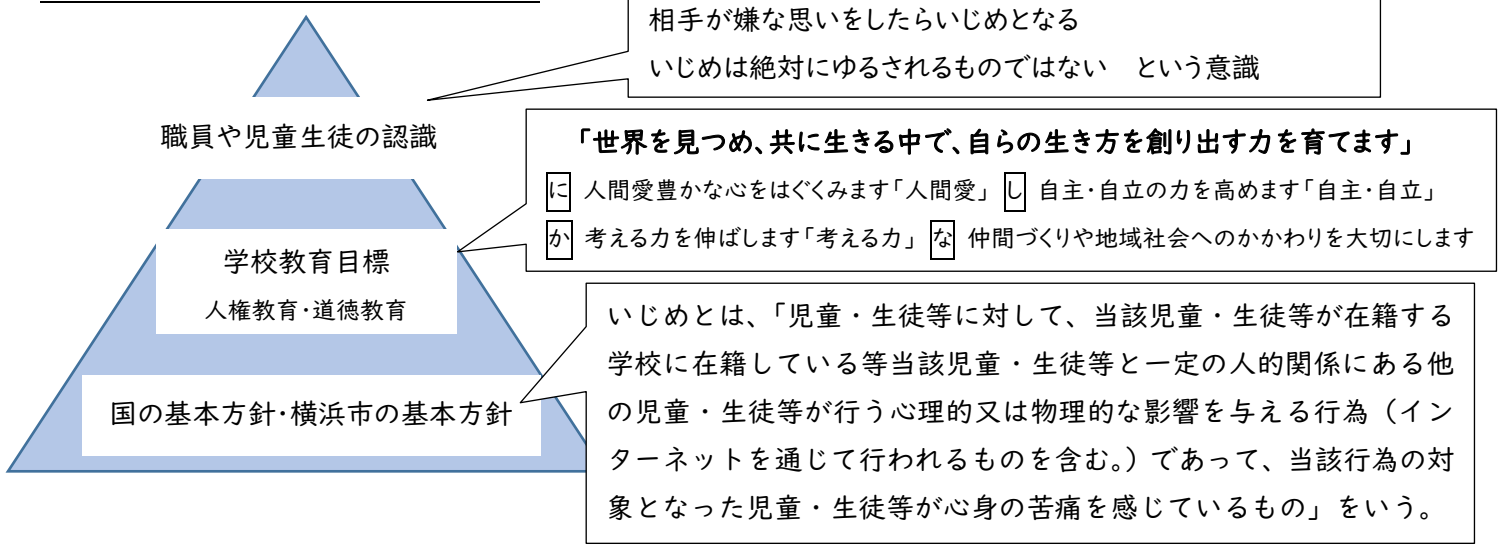 相手が嫌な思いをしたらいじめとなる
いじめは絶対にゆるされるものではない　という意識
職員や児童生徒の認識
「世界を見つめ、共に生きる中で、自らの生き方を創り出す力を育てます」
に 人間愛豊かな心をはぐくみます「人間愛」 し 自主・自立の力を高めます「自主・自立」
か 考える力を伸ばします「考える力」 な 仲間づくりや地域社会へのかかわりを大切にします
学校教育目標
人権教育・道徳教育
いじめとは、「児童・生徒等に対して、当該児童・生徒等が在籍する
学校に在籍している等当該児童・生徒等と一定の人的関係にある他
の児童・生徒等が行う心理的又は物理的な影響を与える行為（イン
ターネットを通じて行われるものを含む。）であって、当該行為の対
象となった児童・生徒等が心身の苦痛を感じているもの」をいう。
国の基本方針・横浜市の基本方針